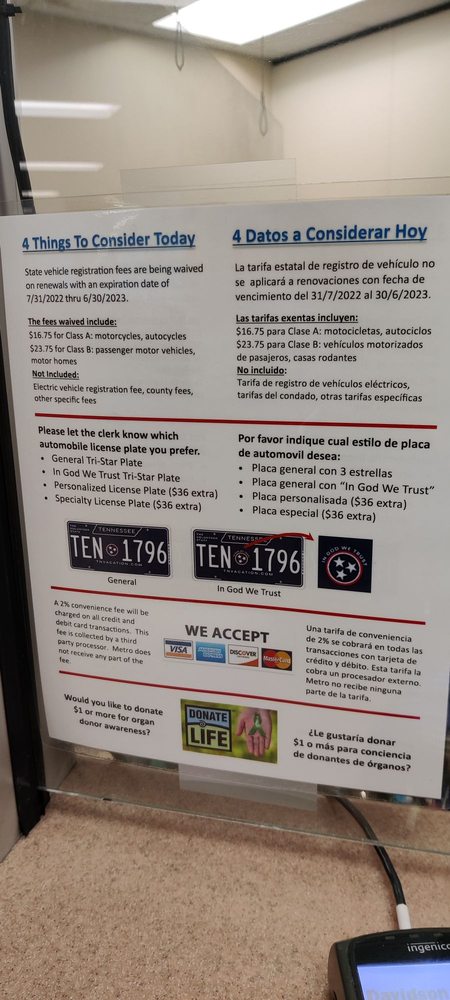 4 Things To Consider Today
State vehicle registration fees are being waived
on renewals with an expiration date of
7/31/2022 thru 6/30/2023.
The fees waived include:
$16.75 for Class A: motorcycles, autocycles
$23.75 for Class B: passenger motor vehicles,
motor homes
Not Included:
Electric vehicle registration fee, county fees,
other specific fees
4 Datos a Considerar Hoy
La tarifa estatal de registro de vehículo no
se aplicará a renovaciones con fecha de
vencimiento del 31/7/2022 al 30/6/2023.
Las tarifas exentas incluyen:
$16.75 para Clase A: motocicletas, autociclos
$23.75 para Clase B: vehículos motorizados
de pasajeros, casas rodantes
No incluido:
Tarifa de registro de vehículos eléctricos,
tarifas del condado, otras tarifas específicas
Please let the clerk know which
automobile license plate you prefer.
• General Tri-Star Plate
• In God We Trust Tri-Star Plate
• Personalized License Plate ($36 extra)
• Specialty License Plate ($36 extra)
Por favor indique cual estilo de placa
de automovil desea:
• Placa general con 3 estrellas
• Placa general con “In God We Trust”
• Placa personalisada ($36 extra)
• Placa especial ($36 extra)
TENNESSEE
TEN 1796
TNVACATION.COM
General
TENNESSEE
TEN 1796
TNVACATION.COM
In God We Trust
IN GOD WE TRUST
A 2% convenience fee will be
charged on all credit and
debit card transactions. This
fee is collected by a third
party processor. Metro does
not receive any part of the
fee.
WE ACCEPT
VISA
AMERICAN EXPRESS
DISCOVER
MasterCard
Una tarifa de conveniencia
de 2% se cobrará en todas las
transacciones con tarjeta de
crédito y débito. Esta tarifa la
cobra un procesador externo.
Metro no recibe ninguna
parte de la tarifa.
Would you like to donate
$1 or more for organ
donor awareness?
DONATE
LIFE
¿Le gustaría donar
$1 o más para conciencia
de donantes de órganos?
ingenico
Davidson